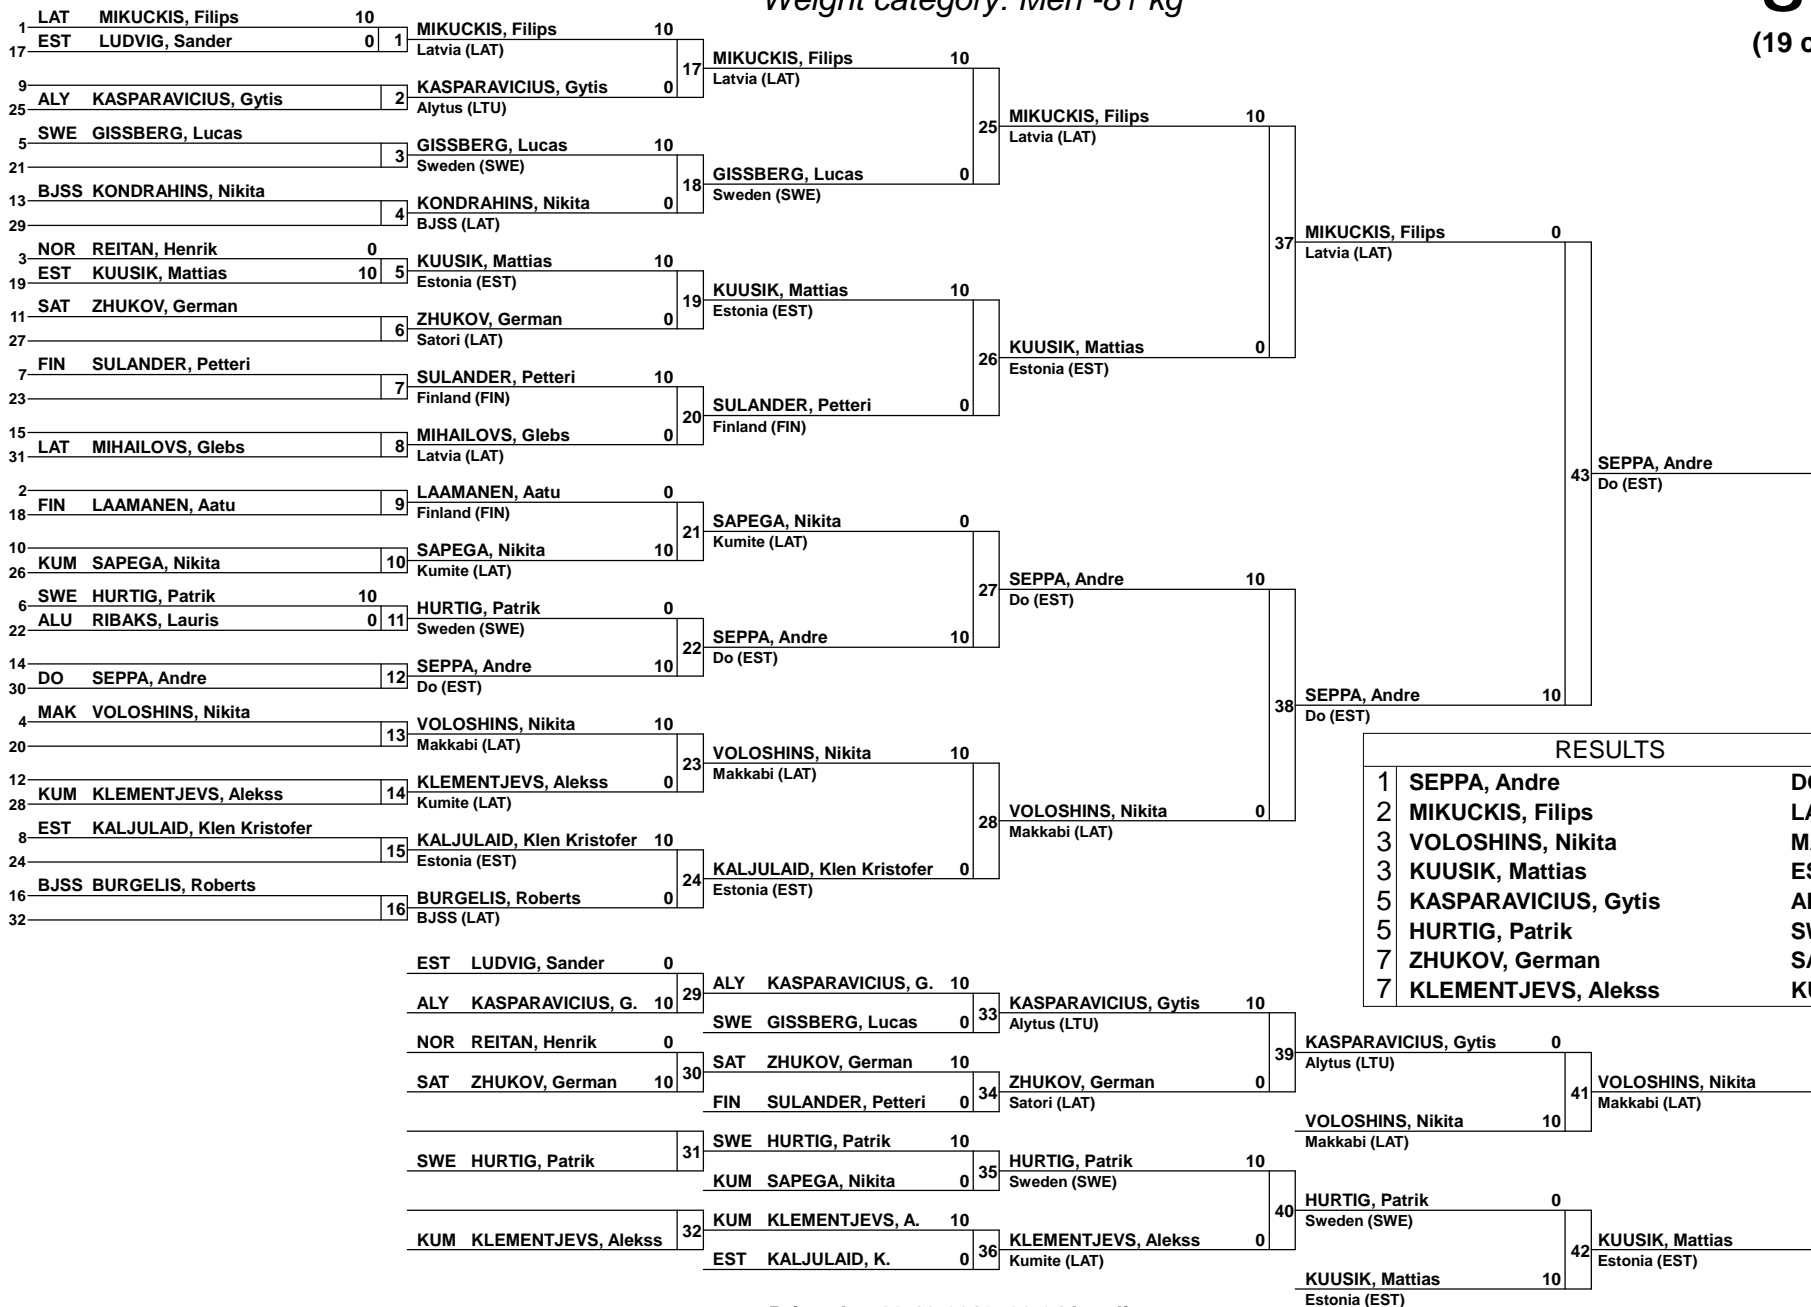 Weight category: Men -81 kg
(19 c
1 LAT MIKUCKIS, Filips 10
17 EST LUDVIG, Sander 0 1
MIKUCKIS, Filips 10
Latvia (LAT)
9
25 ALY KASPARAVICIUS, Gytis 2
KASPARAVICIUS, Gytis 0
Alytus (LTU)
17 MIKUCKIS, Filips 10
Latvia (LAT)
5 SWE GISSBERG, Lucas
21 3
GISSBERG, Lucas 10
Sweden (SWE)
13 BJSS KONDRAHINS, Nikita
29 4
KONDRAHINS, Nikita 0
BJSS (LAT)
18 GISSBERG, Lucas 0
Sweden (SWE)
25 MIKUCKIS, Filips 10
Latvia (LAT)
3 NOR REITAN, Henrik 0
19 EST KUUSIK, Mattias 10 5
KUUSIK, Mattias 10
Estonia (EST)
11 SAT ZHUKOV, German
27 6
ZHUKOV, German 0
Satori (LAT)
19 KUUSIK, Mattias 10
Estonia (EST)
7 FIN SULANDER, Petteri
23 7
SULANDER, Petteri 10
Finland (FIN)
15
31 LAT MIHAILOVS, Glebs 8
MIHAILOVS, Glebs 0
Latvia (LAT)
20 SULANDER, Petteri 0
Finland (FIN)
26 KUUSIK, Mattias 0
Estonia (EST)
37 MIKUCKIS, Filips 0
Latvia (LAT)
2
18 FIN LAAMANEN, Aatu 9
LAAMANEN, Aatu 0
Finland (FIN)
10
26 KUM SAPEGA, Nikita 10
SAPEGA, Nikita 10
Kumite (LAT)
21 SAPEGA, Nikita 0
Kumite (LAT)
6 SWE HURTIG, Patrik 10
22 ALU RIBAKS, Lauris 0 11
HURTIG, Patrik 0
Sweden (SWE)
14
30 DO SEPPA, Andre 12
SEPPA, Andre 10
Do (EST)
22 SEPPA, Andre 10
Do (EST)
27 SEPPA, Andre 10
Do (EST)
4 MAK VOLOSHINS, Nikita
20 13
VOLOSHINS, Nikita 10
Makkabi (LAT)
12
28 KUM KLEMENTJEVS, Alekss 14
KLEMENTJEVS, Alekss 0
Kumite (LAT)
23 VOLOSHINS, Nikita 10
Makkabi (LAT)
8 EST KALJULAID, Klen Kristofer
24 15
KALJULAID, Klen Kristofer 10
Estonia (EST)
16 BJSS BURGELIS, Roberts
32 16
BURGELIS, Roberts 0
BJSS (LAT)
24 KALJULAID, Klen Kristofer 0
Estonia (EST)
28 VOLOSHINS, Nikita 0
Makkabi (LAT)
38 SEPPA, Andre 10
Do (EST)
43 SEPPA, Andre
Do (EST)
RESULTS
1 SEPPA, Andre
2 MIKUCKIS, Filips
3 VOLOSHINS, Nikita
3 KUUSIK, Mattias
5 KASPARAVICIUS, Gytis
5 HURTIG, Patrik
7 ZHUKOV, German
7 KLEMENTJEVS, Alekss
EST LUDVIG, Sander 0
ALY KASPARAVICIUS, G. 10 29
ALY KASPARAVICIUS, G. 10
SWE GISSBERG, Lucas 0 33
KASPARAVICIUS, Gytis 10
Alytus (LTU)
NOR REITAN, Henrik 0
SAT ZHUKOV, German 10 30
SAT ZHUKOV, German 10
FIN SULANDER, Petteri 0 34
ZHUKOV, German 0
Satori (LAT)
39 KASPARAVICIUS, Gytis 0
Alytus (LTU)
VOLOSHINS, Nikita 10
Makkabi (LAT)
41 VOLOSHINS, Nikita
Makkabi (LAT)
SWE HURTIG, Patrik 31
SWE HURTIG, Patrik 10
KUM SAPEGA, Nikita 0 35
HURTIG, Patrik 10
Sweden (SWE)
KUM KLEMENTJEVS, Alekss 32
KUM KLEMENTJEVS, A. 10
EST KALJULAID, K. 0 36
KLEMENTJEVS, Alekss 0
Kumite (LAT)
40 HURTIG, Patrik 0
Sweden (SWE)
KUUSIK, Mattias 10
Estonia (EST)
42 KUUSIK, Mattias
Estonia (EST)